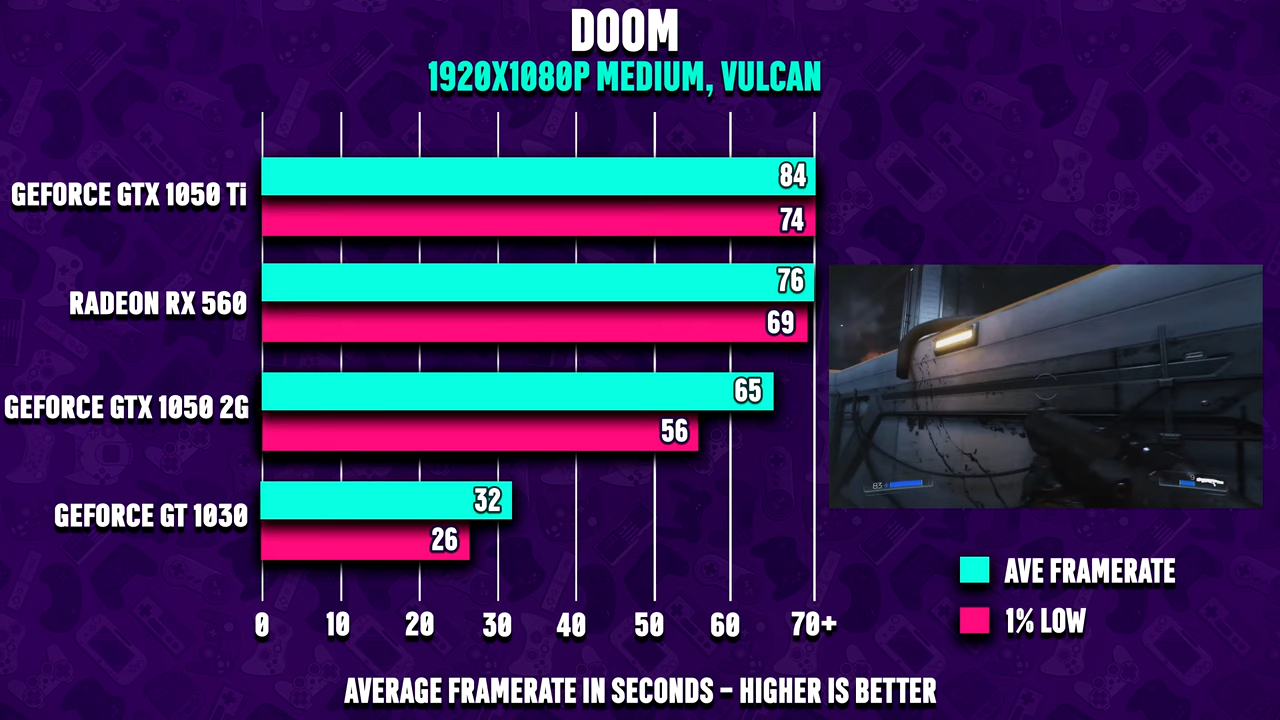 DOOM
1920X1080P MEDIUM, VULCAN
GEFORCE GTX 1050 Ti
84
74
RADEON RX 560
76
69
GEFORCE GTX 1050 2G
65
56
GEFORCE GT 1030
32
26
0 10 20 30 40 50 60 70+
83
9
AVE FRAMERATE
1% LOW
AVERAGE FRAMERATE IN SECONDS – HIGHER IS BETTER